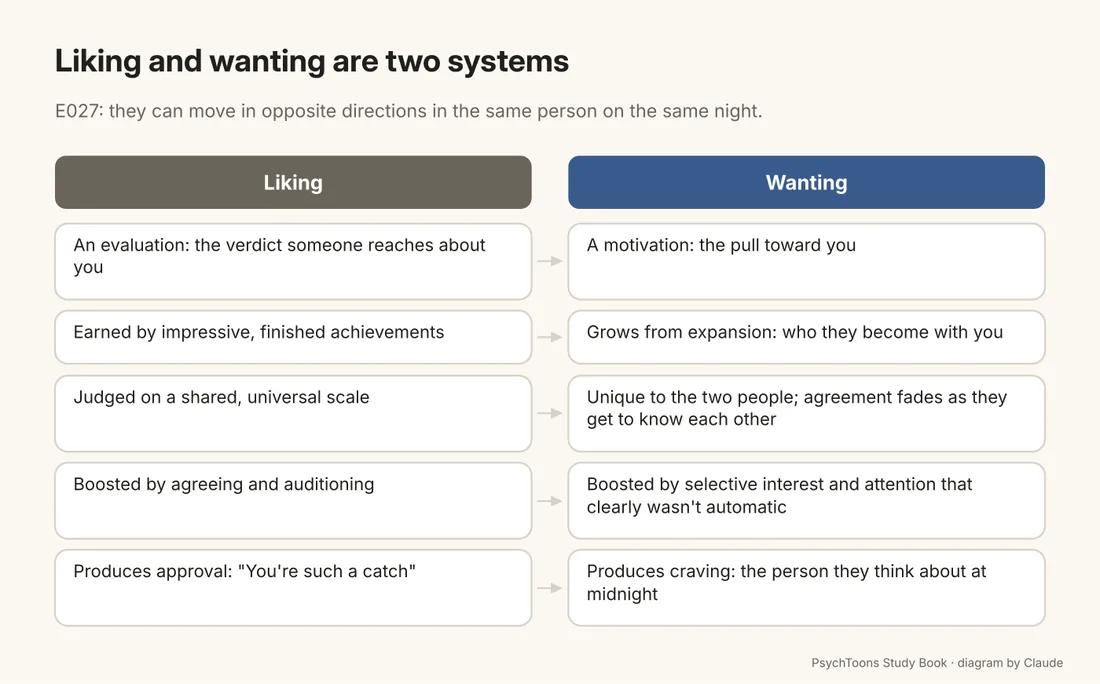 Liking and wanting are two systems
E027: they can move in opposite directions in the same person on the same night.
Liking
Wanting
An evaluation: the verdict someone reaches about
you
A motivation: the pull toward you
Earned by impressive, finished achievements
Grows from expansion: who they become with you
Judged on a shared, universal scale
Unique to the two people; agreement fades as they
get to know each other
Boosted by agreeing and auditioning
Boosted by selective interest and attention that
clearly wasn't automatic
Produces approval: "You're such a catch"
Produces craving: the person they think about at
midnight
PsychToons Study Book · diagram by Claude